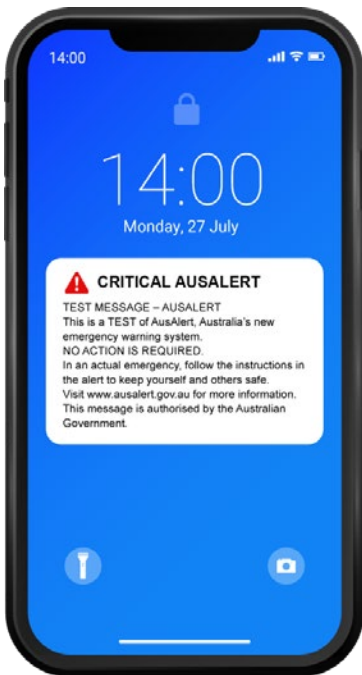 14:00
14:00
Monday, 27 July
CRITICAL AUSALERT
TEST MESSAGE – AUSALERT
This is a TEST of AusAlert, Australia's new
emergency warning system.
NO ACTION IS REQUIRED.
In an actual emergency, follow the instructions in
the alert to keep yourself and others safe.
Visit www.ausalert.gov.au for more information.
This message is authorised by the Australian
Government.